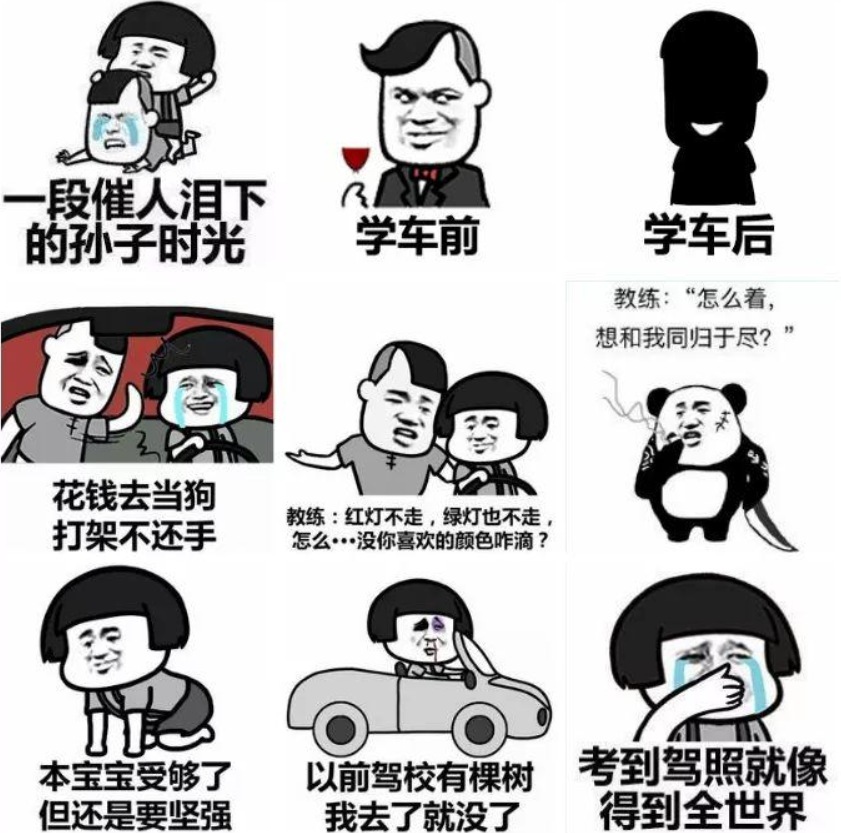 一段催人泪下
的孙子时光
学车前
学车后
花钱去当狗
打架不还手
教练：红灯不走，绿灯也不走，
怎么•••没你喜欢的颜色咋滴？
教练：“怎么着，
想和我同归于尽？”
本宝宝受够了
但还是要坚强
以前驾校有棵树
我去了就没了
考到驾照就像
得到全世界